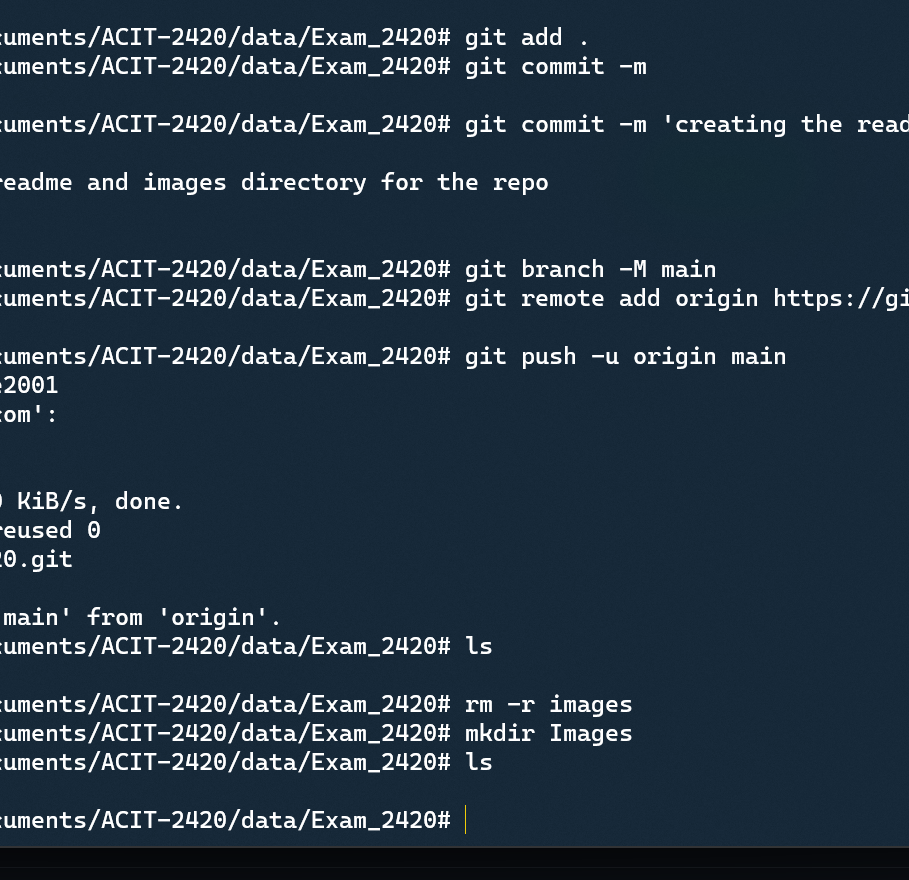 cuments/ACIT-2420/data/Exam_2420# git add .
cuments/ACIT-2420/data/Exam_2420# git commit -m
cuments/ACIT-2420/data/Exam_2420# git commit -m 'creating the read
readme and images directory for the repo
cuments/ACIT-2420/data/Exam_2420# git branch -M main
cuments/ACIT-2420/data/Exam_2420# git remote add origin https://gi
cuments/ACIT-2420/data/Exam_2420# git push -u origin main
e2001
com':
0 KiB/s, done.
reused 0
20.git
main' from 'origin'.
cuments/ACIT-2420/data/Exam_2420# ls
cuments/ACIT-2420/data/Exam_2420# rm -r images
cuments/ACIT-2420/data/Exam_2420# mkdir Images
cuments/ACIT-2420/data/Exam_2420# ls
cuments/ACIT-2420/data/Exam_2420#